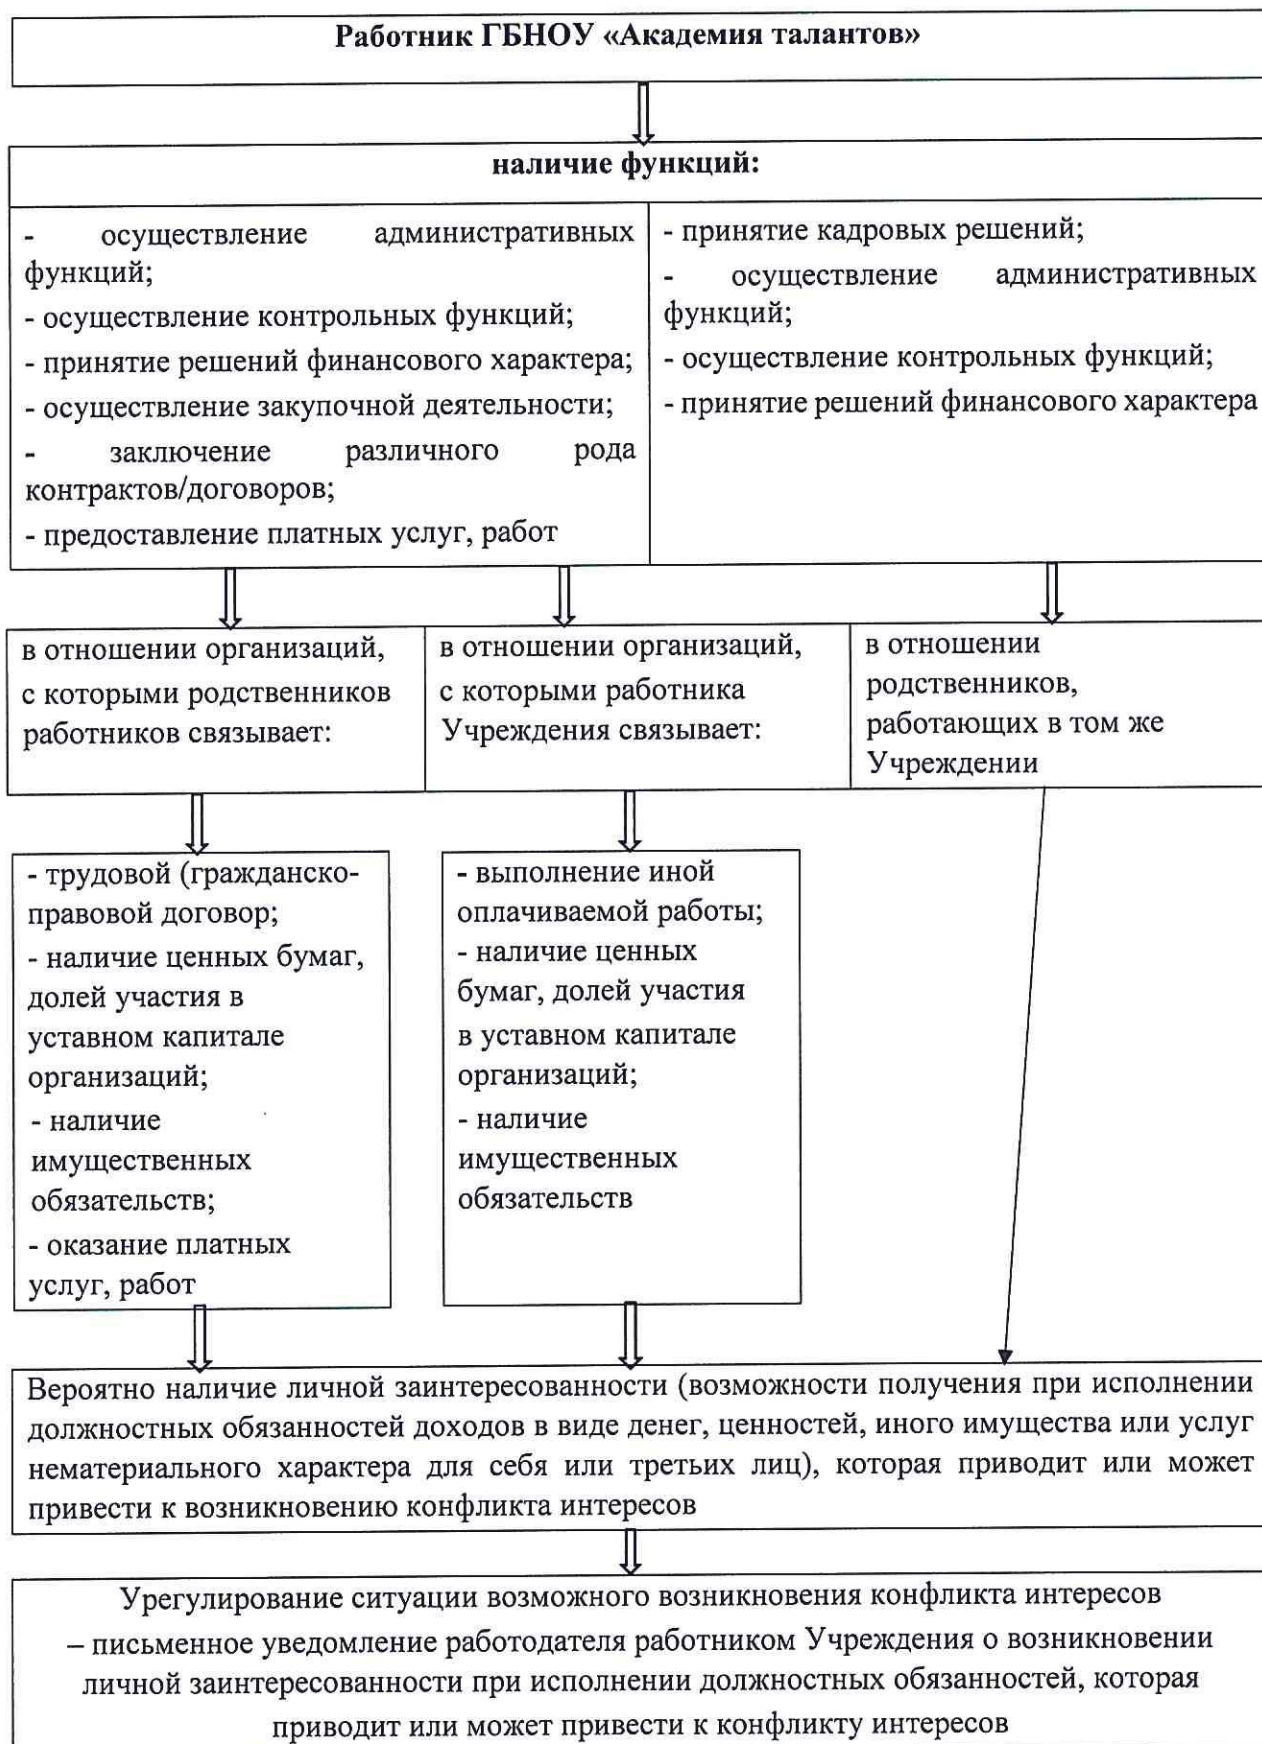 Работник ГБНОУ «Академия талантов»
наличие функций:
- осуществление административных
функций;
- осуществление контрольных функций;
- принятие решений финансового характера;
- осуществление закупочной деятельности;
- заключение различного рода
контрактов/договоров;
- предоставление платных услуг, работ
- принятие кадровых решений;
- осуществление административных
функций;
- осуществление контрольных функций;
- принятие решений финансового характера
в отношении организаций,
с которыми родственников
работников связывает:
в отношении организаций,
с которыми работника
Учреждения связывает:
в отношении
родственников,
работающих в том же
Учреждении
- трудовой (гражданско-
правовой договор;
- наличие ценных бумаг,
долей участия в
уставном капитале
организаций;
- наличие
имущественных
обязательств;
- оказание платных
услуг, работ
- выполнение иной
оплачиваемой работы;
- наличие ценных
бумаг, долей участия
в уставном капитале
организаций;
- наличие
имущественных
обязательств
Вероятно наличие личной заинтересованности (возможности получения при исполнении
должностных обязанностей доходов в виде денег, ценностей, иного имущества или услуг
нематериального характера для себя или третьих лиц), которая приводит или может
привести к возникновению конфликта интересов
Урегулирование ситуации возможного возникновения конфликта интересов
– письменное уведомление работодателя работником Учреждения о возникновении
личной заинтересованности при исполнении должностных обязанностей, которая
приводит или может привести к конфликту интересов